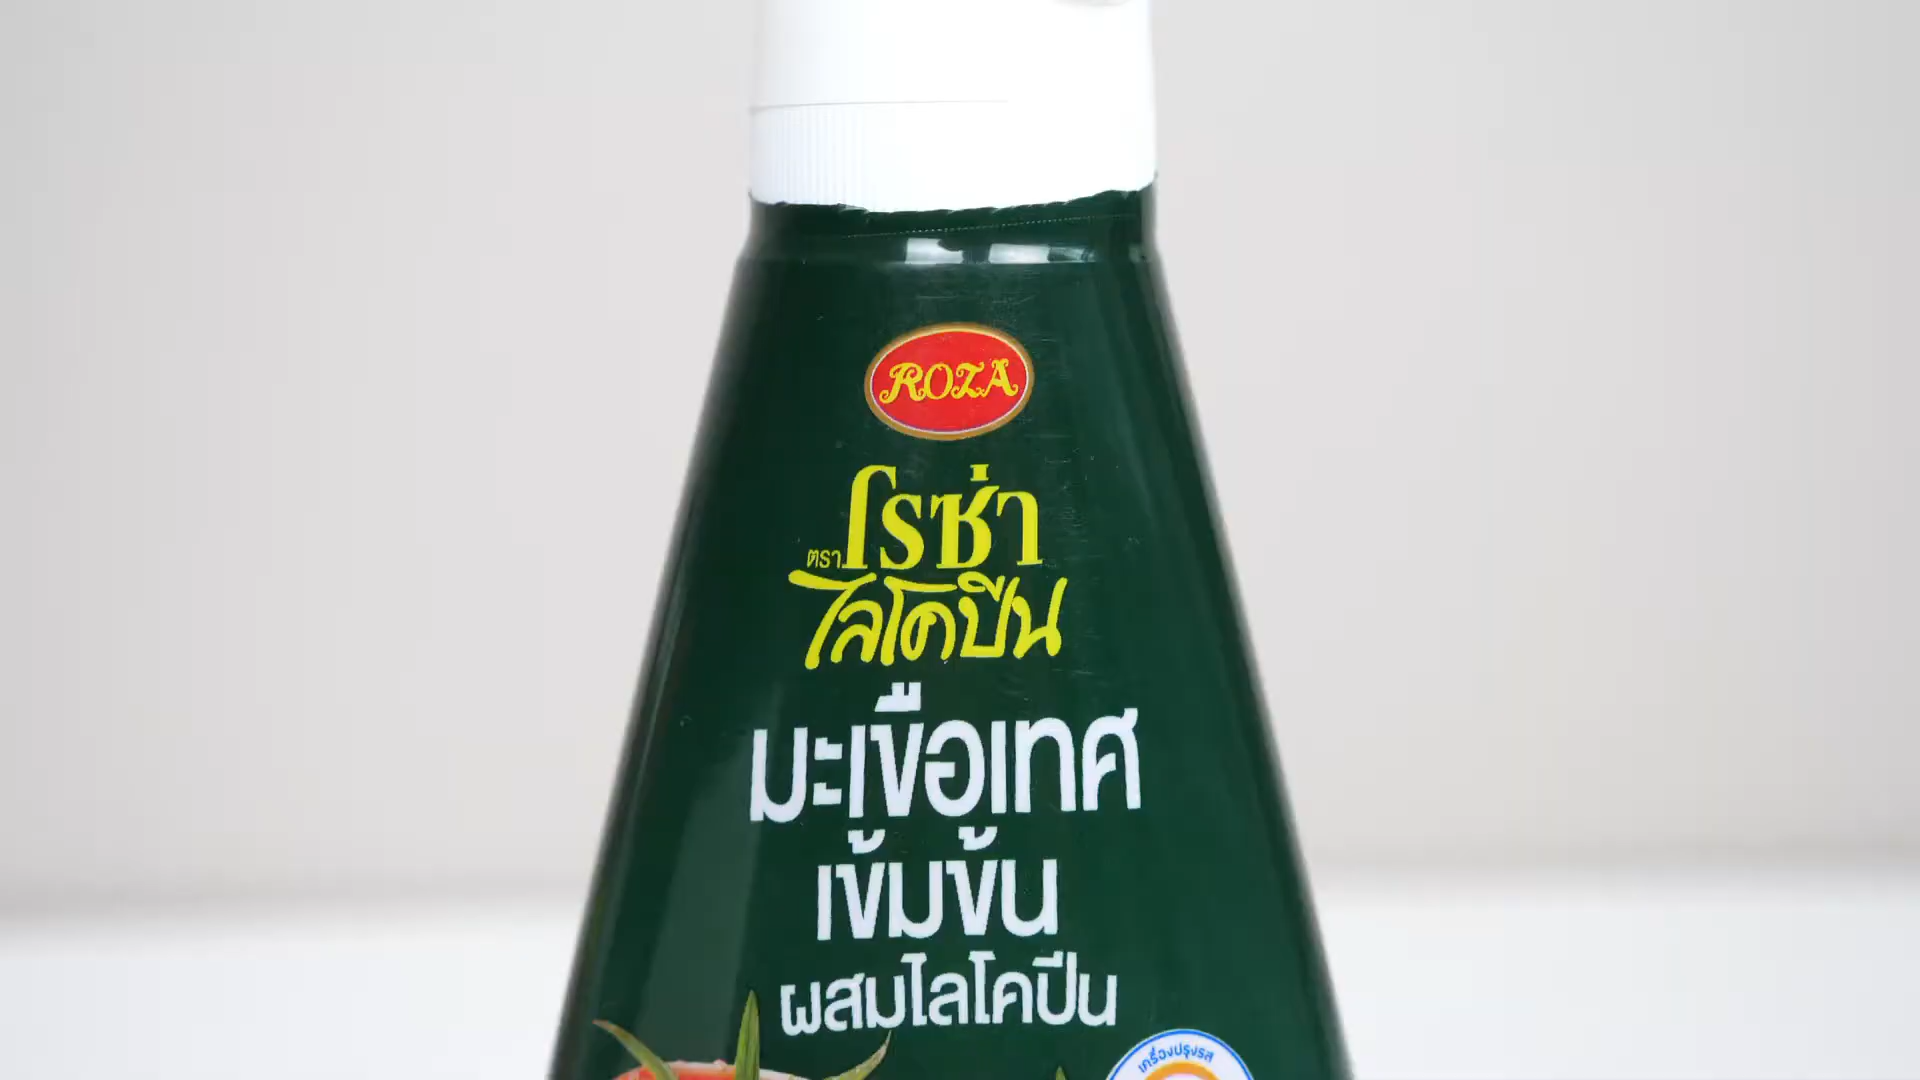 ROZA
ตราโรซ่า
ไลโคปีน
มะเขือเทศ
เข้มข้น
ผสมไลโคปีน
เครื่องปรุงรส